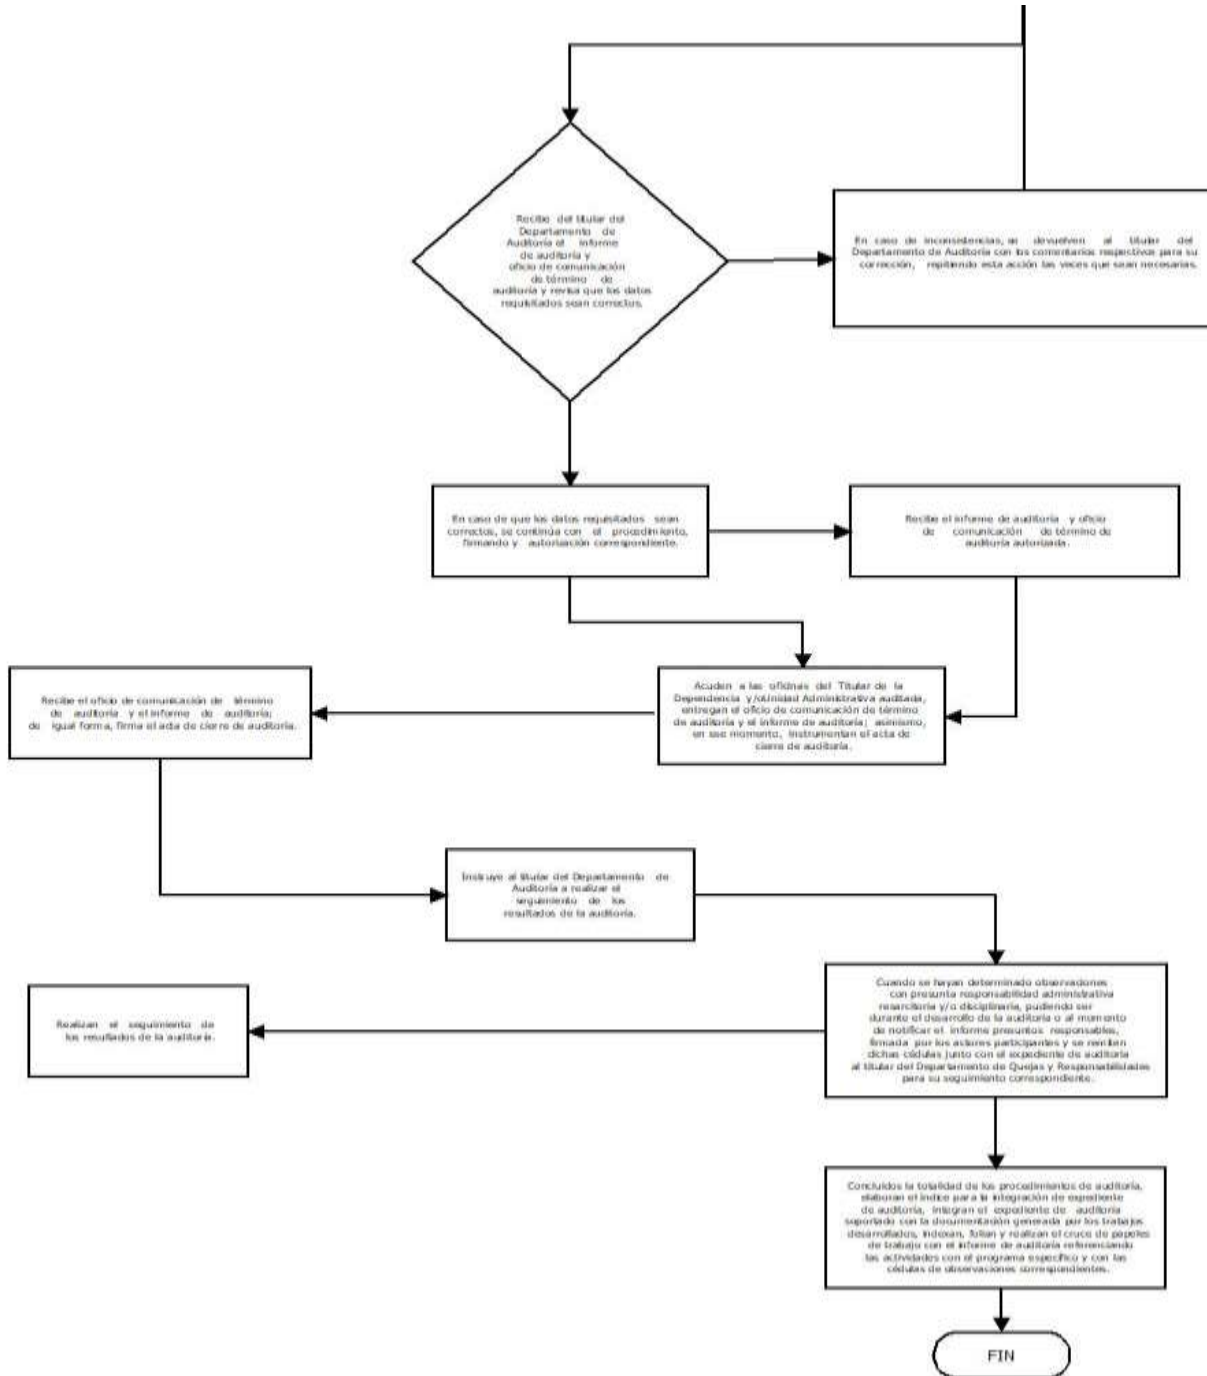 Recibe del titular del
Departamento de
Auditoría el informe
de auditoría y
oficio de comunicación
de término de
auditoría y revisa que los datos
requisitados sean correctos.
En caso de inconsistencias, se devuelven al titular del
Departamento de Auditoría con los comentarios respectivos para su
corrección, repitiendo esta acción las veces que sean necesarias.
En caso de que los datos requisitados sean
correctos, se continúa con el procedimiento,
firmando y autorización correspondiente.
Recibe el informe de auditoría y oficio
de comunicación de término de
auditoría autorizada.
Acuden a las oficinas del Titular de la
Dependencia y/oUnidad Administrativa auditada,
entregan el oficio de comunicación de término
de auditoría y el informe de auditoría; asimismo,
en ese momento, instrumentan el acta de
cierre de auditoría.
Recibe el oficio de comunicación de término
de auditoría y el informe de auditoría;
de igual forma, firma el acta de cierre de auditoría.
Instruye al titular del Departamento de
Auditoría a realizar el
seguimiento de los
resultados de la auditoría.
Cuando se hayan determinado observaciones
con presunta responsabilidad administrativa
resarcitoria y/o disciplinaria, pudiendo ser
durante el desarrollo de la auditoría o al momento
de notificar el informe presuntos responsables,
firmada por los actores participantes y se remiten
dichas cédulas junto con el expediente de auditoría
al titular del Departamento de Quejas y Responsabilidades
para su seguimiento correspondiente.
Realizan el seguimiento de
los resultados de la auditoría.
Concluidos la totalidad de los procedimientos de auditoría,
elaboran el índice para la integración de expediente
de auditoría, integran el expediente de auditoría
soportado con la documentación generada por los trabajos
desarrollados, indexan, folian y realizan el cruce de papeles
de trabajo con el informe de auditoría referenciando
las actividades con el programa específico y con las
cédulas de observaciones correspondientes.
FIN